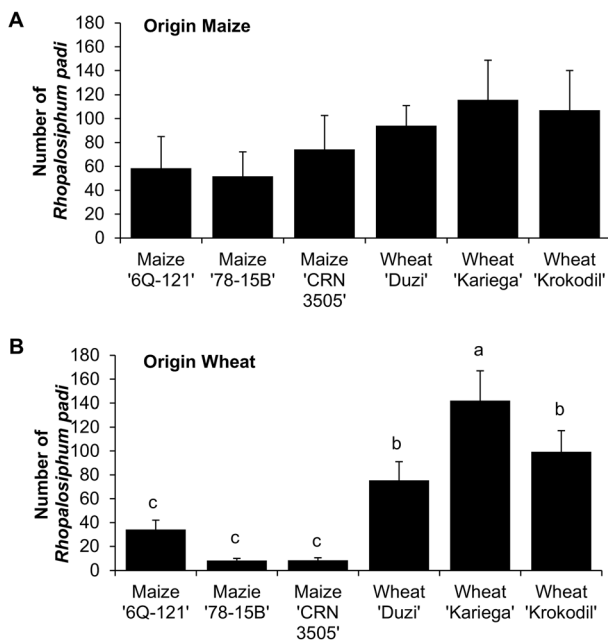 A
Origin Maize
Number of
Rhopalosiphum padi
180
160
140
120
100
80
60
40
20
0
Maize Maize Maize Wheat Wheat Wheat
'6Q-121' '78-15B' 'CRN 'Duzi' 'Kariega' 'Krokodil'
3505'
B
Origin Wheat
Number of
Rhopalosiphum padi
180
160
140
120
100
80
60
40
20
0
a
b b
c c c
Maize Mazie Maize Wheat Wheat Wheat
'6Q-121' '78-15B' 'CRN 'Duzi' 'Kariega' 'Krokodil'
3505'